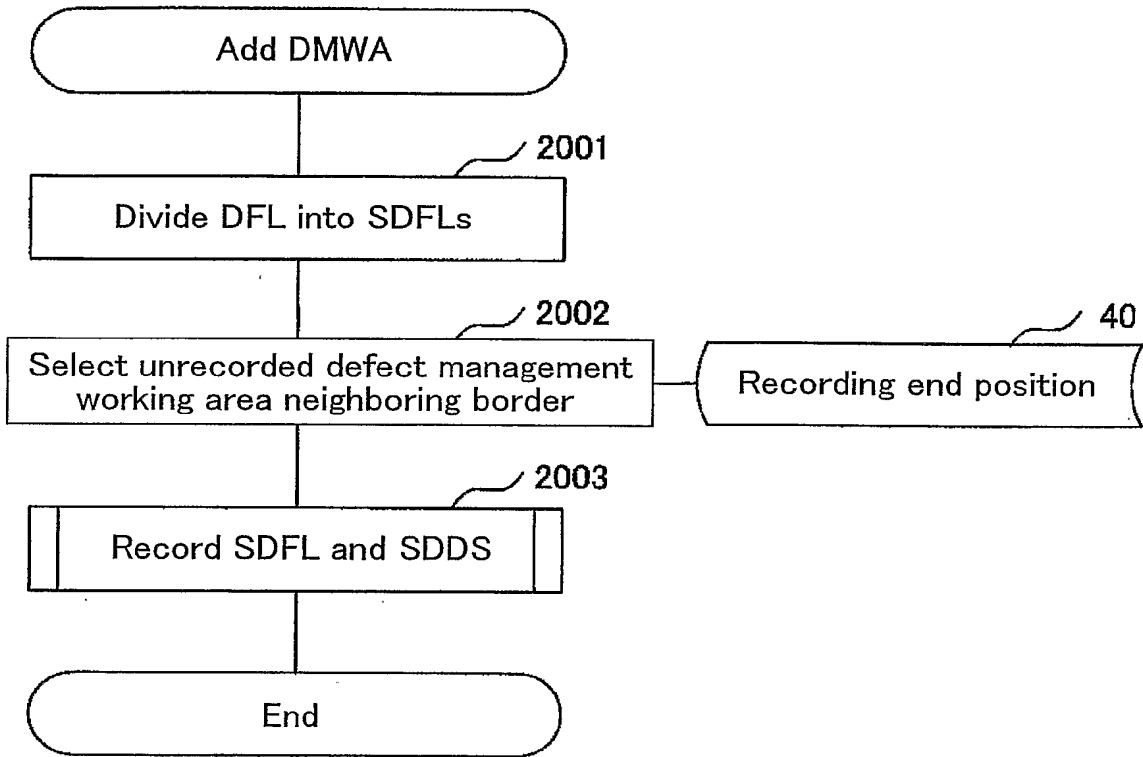 Add DMWA
2001
Divide DFL into SDFLs
2002
Select unrecorded defect management
working area neighboring border
40
Recording end position
2003
Record SDFL and SDDS
End